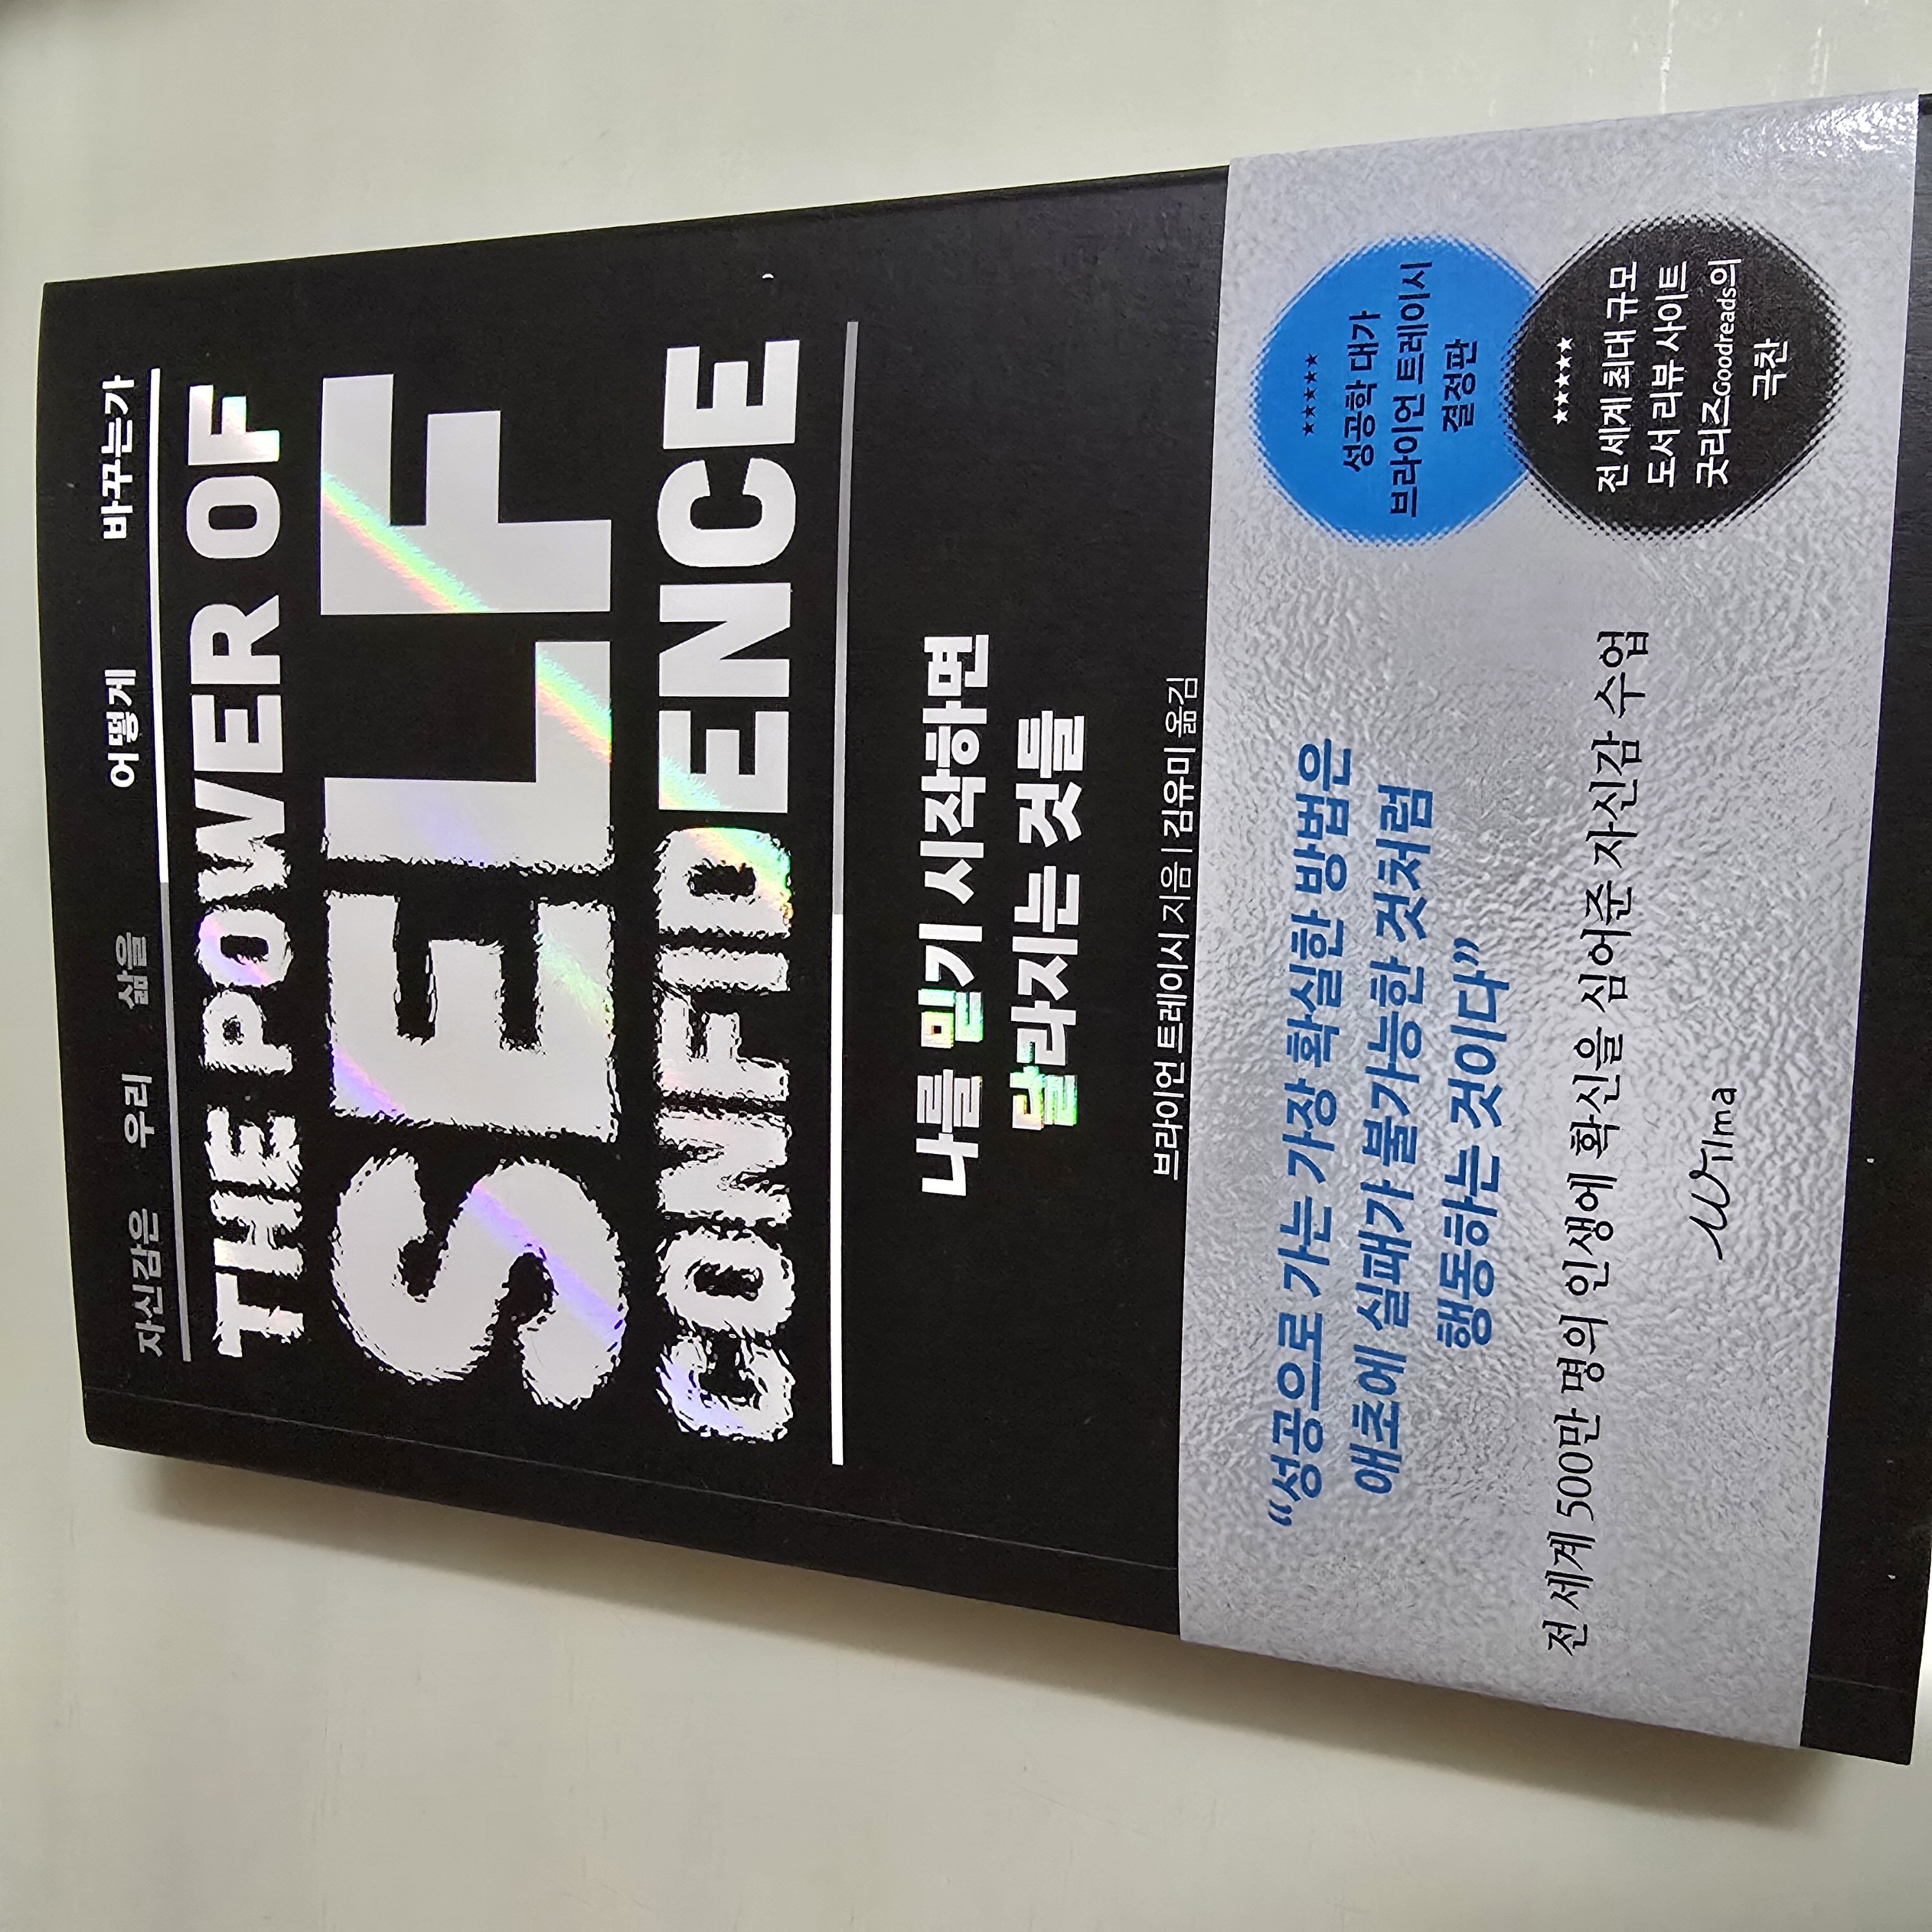 자신감은 우리 삶을 어떻게 바꾸는가
THE POWER OF
SELF
CONFIDENCE
나를 믿기 시작하면
달라지는 것들
브라이언 트레이시 지음 | 김유미 옮김
★★★★★
성공학 대가
브라이언 트레이시
결정판
★★★★★
전 세계 최대 규모
도서 리뷰 사이트
굿리즈Goodreads의
극찬
“성공으로 가는 가장 확실한 방법은
애초에 실패가 불가능한 것처럼
행동하는 것이다”
전 세계 500만 명의 인생에 확신을 심어준 자신감 수업
Wilma